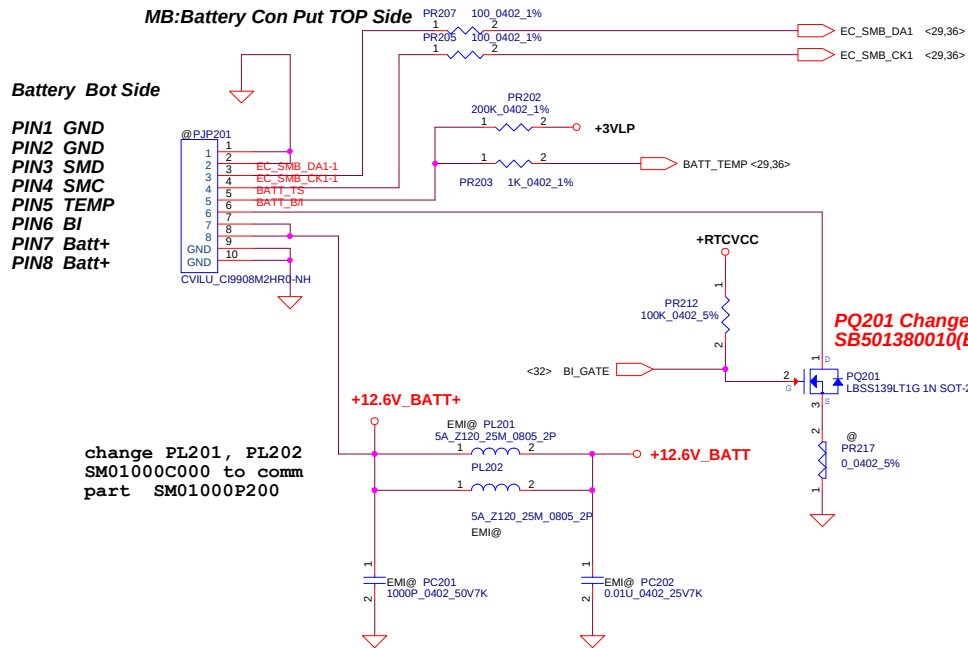 MB:Battery Con Put TOP Side
PR207 100_0402_1%
1 2
EC_SMB_DA1 <29,36>
PR205 100_0402_1%
1 2
EC_SMB_CK1 <29,36>
Battery Bot Side
PIN1 GND
PIN2 GND
PIN3 SMD
PIN4 SMC
PIN5 TEMP
PIN6 BI
PIN7 Batt+
PIN8 Batt+
@PJP201
1 1
2 2
3 3
4 4
5 5
6 6
7 7
8 8
GND 9
GND 10
CVILU_CI9908M2HR0-NH
EC_SMB_DA1-1
EC_SMB_CK1-1
BATT_TS
BATT_B/I
PR202
200K_0402_1%
1 2
+3VLP
1 2
PR203 1K_0402_1%
BATT_TEMP <29,36>
+RTCVCC
1
PR212
100K_0402_5%
2
<32> BI_GATE
PQ201 Change
SB501380010(
1
D
2
G
PQ201
LBSS139LT1G 1N SOT-2
S
3
2
@
PR217
0_0402_5%
1
+12.6V_BATT+
EMI@ PL201
5A_Z120_25M_0805_2P
1 2
+12.6V_BATT
PL202
1 2
5A_Z120_25M_0805_2P
EMI@
change PL201, PL202
SM01000C000 to comm
part SM01000P200
1
EMI@ PC201
1000P_0402_50V7K
2
1
EMI@ PC202
0.01U_0402_25V7K
2